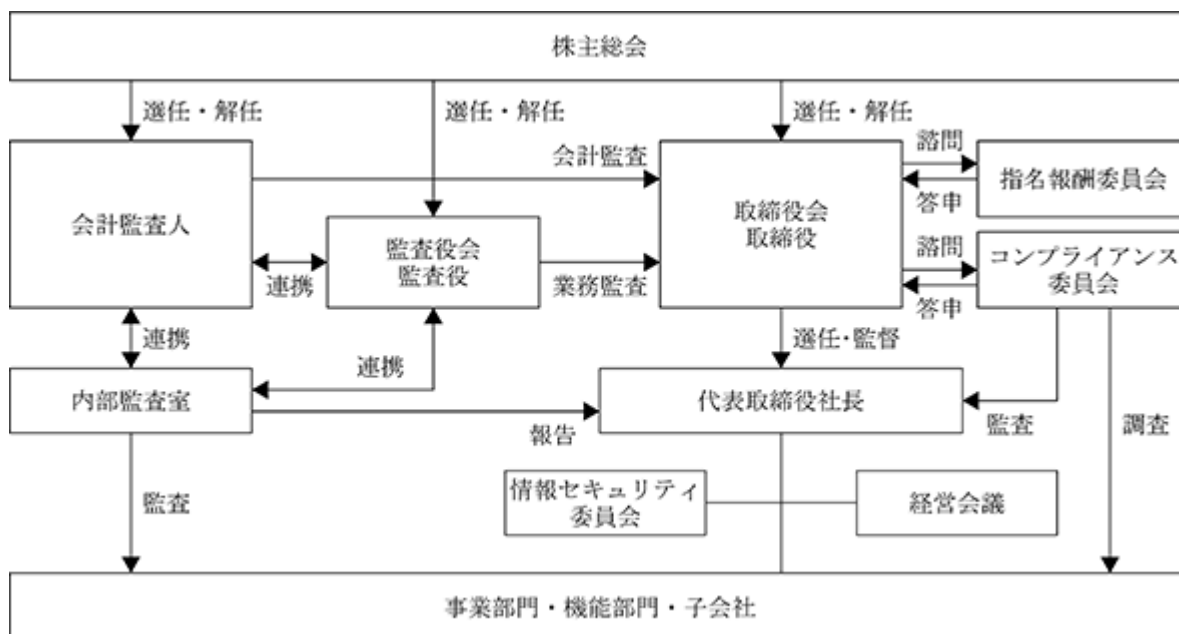 株主総会
選任・解任
選任・解任
選任・解任
会計監査人
会計監査
取締役会
取締役
諮問
答申
指名報酬委員会
監査役会
監査役
連携
業務監査
諮問
答申
コンプライアンス
委員会
連携
連携
選任・監督
内部監査室
報告
代表取締役社長
監査
調査
監査
情報セキュリティ
委員会
経営会議
事業部門・機能部門・子会社